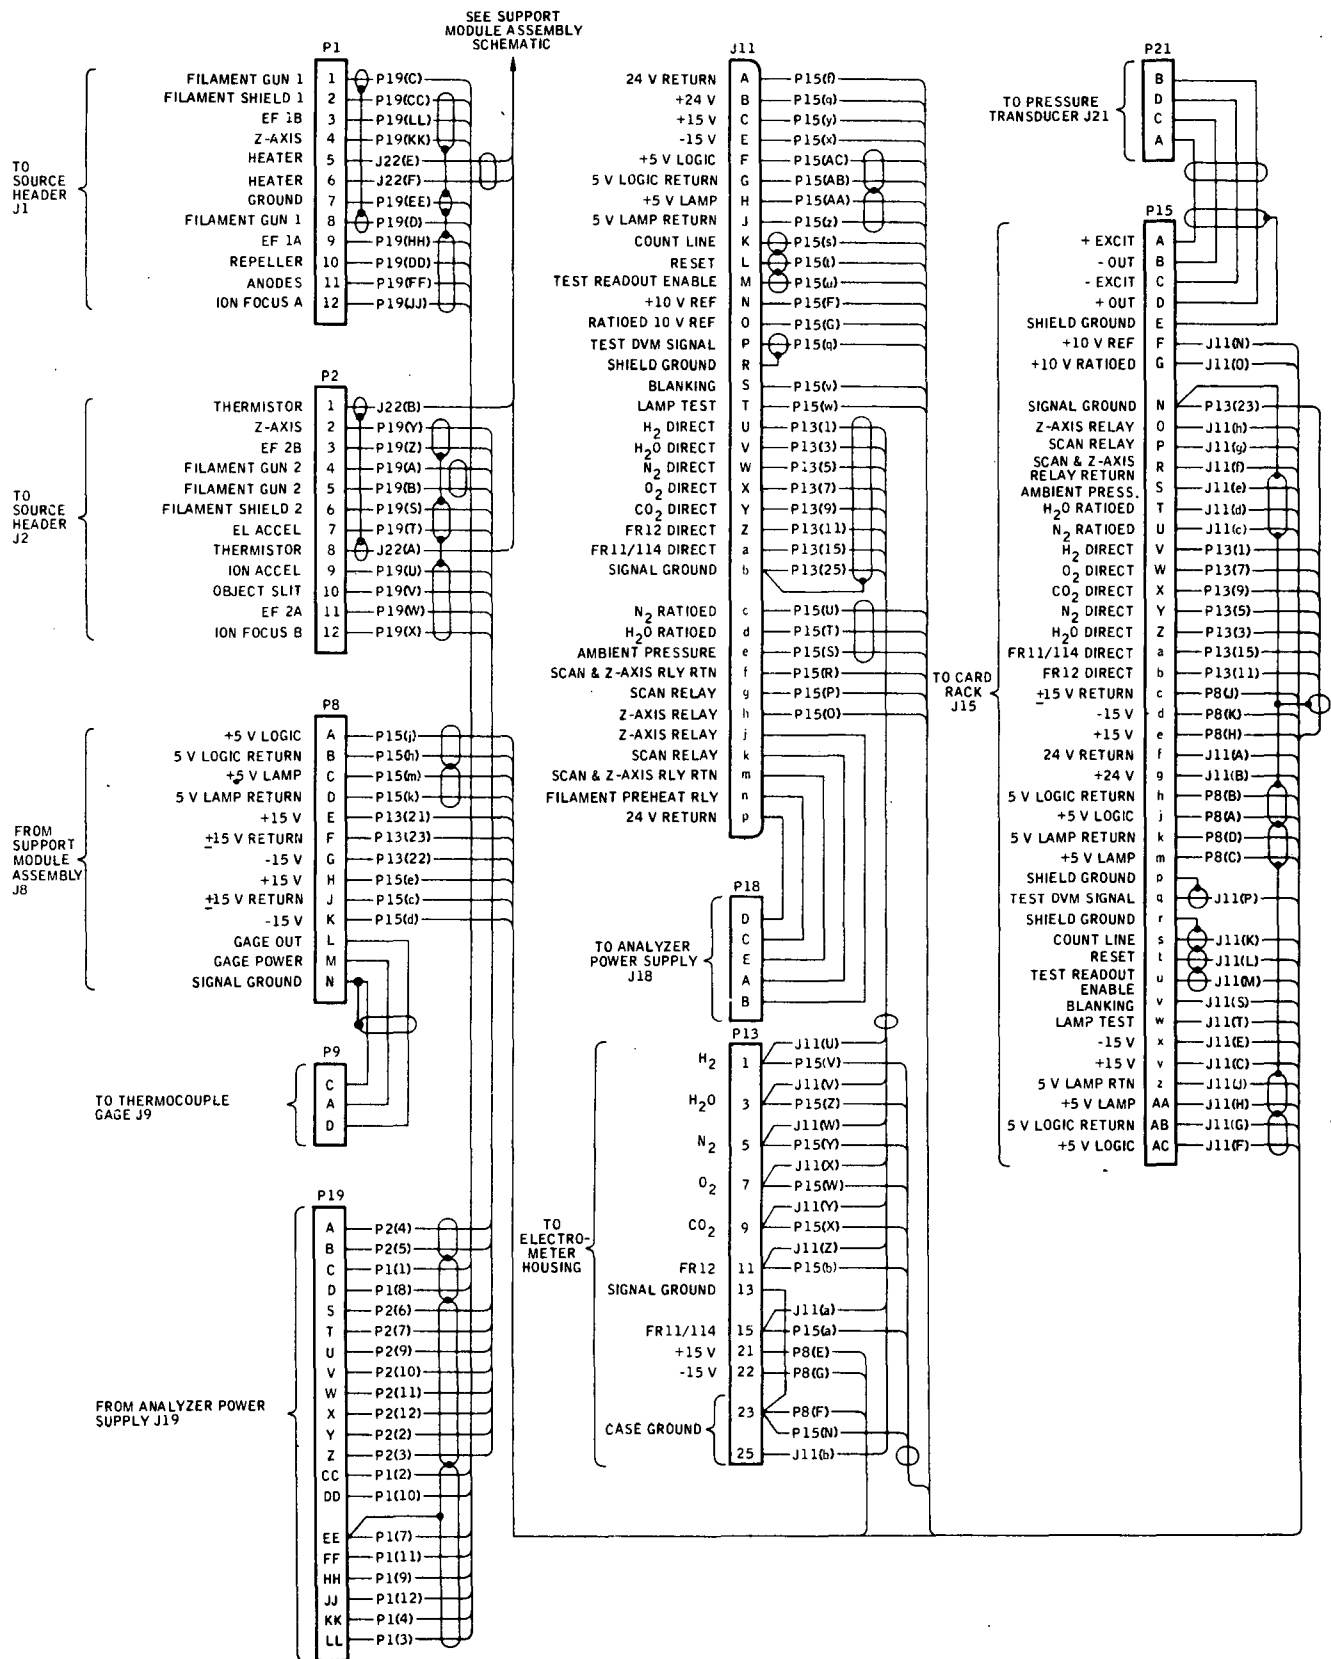 SEE SUPPORT
MODULE ASSEMBLY
SCHEMATIC
P1
TO
SOURCE
HEADER
J1
FILAMENT GUN 1 1 P19(C)
FILAMENT SHIELD 1 2 P19(CC)
EF 1B 3 P19(LL)
Z-AXIS 4 P19(KK)
HEATER 5 J22(E)
HEATER 6 J22(F)
GROUND 7 P19(EE)
FILAMENT GUN 1 8 P19(D)
EF 1A 9 P19(HH)
REPELLER 10 P19(DD)
ANODES 11 P19(FF)
ION FOCUS A 12 P19(JJ)
P2
TO
SOURCE
HEADER
J2
THERMISTOR 1 J22(B)
Z-AXIS 2 P19(Y)
EF 2B 3 P19(Z)
FILAMENT GUN 2 4 P19(A)
FILAMENT GUN 2 5 P19(B)
FILAMENT SHIELD 2 6 P19(S)
EL ACCEL 7 P19(T)
THERMISTOR 8 J22(A)
ION ACCEL 9 P19(U)
OBJECT SLIT 10 P19(V)
EF 2A 11 P19(W)
ION FOCUS B 12 P19(X)
P8
FROM
SUPPORT
MODULE
ASSEMBLY
J8
+5 V LOGIC A P15(j)
5 V LOGIC RETURN B P15(h)
+5 V LAMP C P15(m)
5 V LAMP RETURN D P15(k)
+15 V E P13(21)
±15 V RETURN F P13(23)
-15 V G P13(22)
+15 V H P15(e)
±15 V RETURN J P15(c)
-15 V K P15(d)
GAGE OUT L
GAGE POWER M
SIGNAL GROUND N
P9
TO THERMOCOUPLE
GAGE J9
C
A
D
P19
FROM ANALYZER POWER
SUPPLY J19
A P2(4)
B P2(5)
C P1(1)
D P1(8)
S P2(6)
T P2(7)
U P2(9)
V P2(10)
W P2(11)
X P2(12)
Y P2(2)
Z P2(3)
CC P1(2)
DD P1(10)
EE P1(7)
FF P1(11)
HH P1(9)
JJ P1(12)
KK P1(4)
LL P1(3)
J11
24 V RETURN A P15(f)
+24 V B P15(g)
+15 V C P15(y)
-15 V E P15(x)
+5 V LOGIC F P15(AC)
5 V LOGIC RETURN G P15(AB)
+5 V LAMP H P15(AA)
5 V LAMP RETURN J P15(z)
COUNT LINE K P15(s)
RESET L P15(t)
TEST READOUT ENABLE M P15(u)
+10 V REF N P15(F)
RATIOED 10 V REF O P15(G)
TEST DVM SIGNAL P P15(q)
SHIELD GROUND R
BLANKING S P15(v)
LAMP TEST T P15(w)
H2 DIRECT U P13(1)
H2O DIRECT V P13(3)
N2 DIRECT W P13(5)
O2 DIRECT X P13(7)
CO2 DIRECT Y P13(9)
FR12 DIRECT Z P13(11)
FR11/114 DIRECT a P13(15)
SIGNAL GROUND b P13(25)
N2 RATIOED c P15(U)
H2O RATIOED d P15(T)
AMBIENT PRESSURE e P15(S)
SCAN & Z-AXIS RLY RTN f P15(R)
SCAN RELAY g P15(P)
Z-AXIS RELAY h P15(O)
Z-AXIS RELAY j
SCAN RELAY k
SCAN & Z-AXIS RLY RTN m
FILAMENT PREHEAT RLY n
24 V RETURN p
P18
TO ANALYZER
POWER SUPPLY
J18
D
C
E
A
B
P13
TO
ELECTRO-
METER
HOUSING
J11(U)
H2 1 P15(V)
J11(V)
H2O 3 P15(Z)
J11(W)
N2 5 P15(Y)
J11(X)
O2 7 P15(W)
J11(Y)
CO2 9 P15(X)
J11(Z)
FR12 11 P15(b)
SIGNAL GROUND 13
J11(a)
FR11/114 15 P15(a)
+15 V 21 P8(E)
-15 V 22 P8(G)
CASE GROUND
23 P8(F)
P15(N)
25 J11(b)
P21
TO PRESSURE
TRANSDUCER J21
B
D
C
A
P15
TO CARD
RACK
J15
+ EXCIT A
- OUT B
- EXCIT C
+ OUT D
SHIELD GROUND E
+10 V REF F J11(N)
+10 V RATIOED G J11(O)
SIGNAL GROUND N P13(23)
Z-AXIS RELAY O J11(h)
SCAN RELAY P J11(g)
SCAN & Z-AXIS
RELAY RETURN R J11(f)
AMBIENT PRESS. S J11(e)
H2O RATIOED T J11(d)
N2 RATIOED U J11(c)
H2 DIRECT V P13(1)
O2 DIRECT W P13(7)
CO2 DIRECT X P13(9)
N2 DIRECT Y P13(5)
H2O DIRECT Z P13(3)
FR11/114 DIRECT a P13(15)
FR12 DIRECT b P13(11)
±15 V RETURN c P8(J)
-15 V d P8(K)
+15 V e P8(H)
24 V RETURN f J11(A)
+24 V g J11(B)
5 V LOGIC RETURN h P8(B)
+5 V LOGIC j P8(A)
5 V LAMP RETURN k P8(D)
+5 V LAMP m P8(C)
SHIELD GROUND p
TEST DVM SIGNAL q J11(P)
SHIELD GROUND r
COUNT LINE s J11(K)
RESET t J11(L)
TEST READOUT
ENABLE u J11(M)
BLANKING v J11(S)
LAMP TEST w J11(T)
-15 V x J11(E)
+15 V y J11(C)
5 V LAMP RTN z J11(J)
+5 V LAMP AA J11(H)
5 V LOGIC RETURN AB J11(G)
+5 V LOGIC AC J11(F)